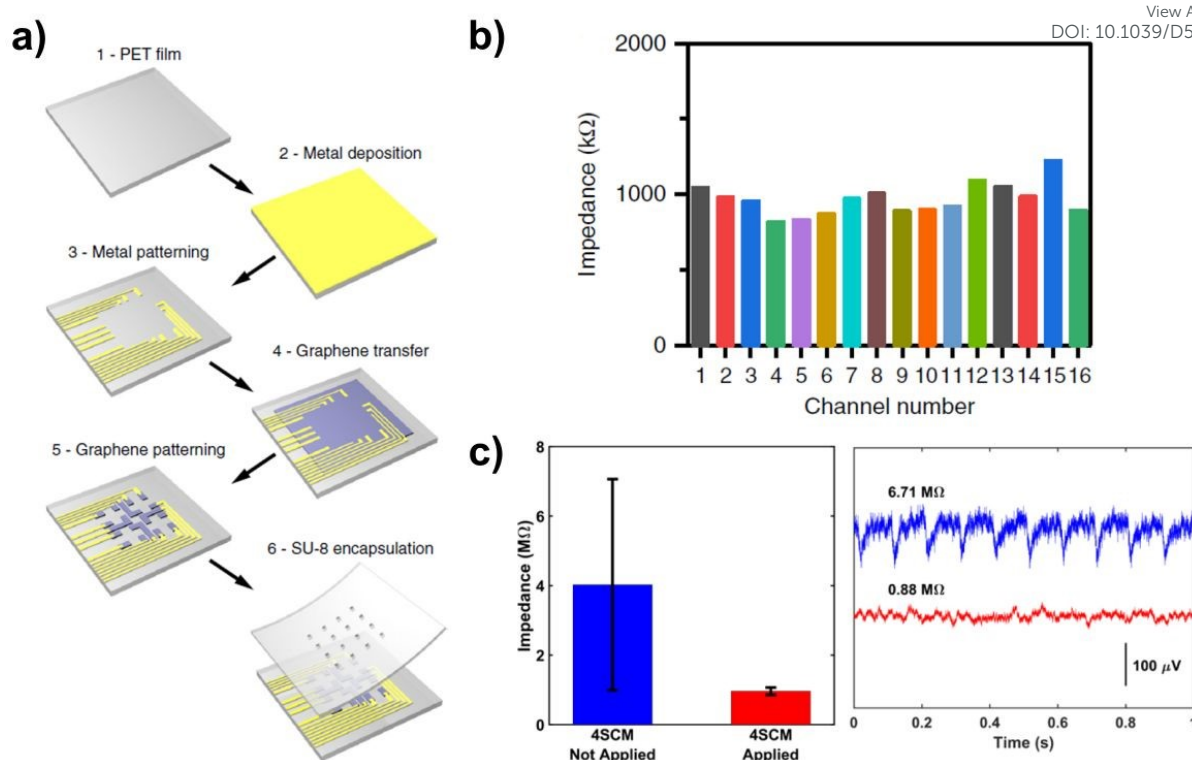 View A
DOI: 10.1039/D5
a)
1 - PET film
2 - Metal deposition
3 - Metal patterning
4 - Graphene transfer
5 - Graphene patterning
6 - SU-8 encapsulation
b)
2000
1000
0
Impedance (kΩ)
1 2 3 4 5 6 7 8 9 10 11 12 13 14 15 16
Channel number
c)
8
6
4
2
0
Impedance (MΩ)
4SCM
Not Applied
4SCM
Applied
6.71 MΩ
0.88 MΩ
100 μV
0 0.2 0.4 0.6 0.8 1
Time (s)